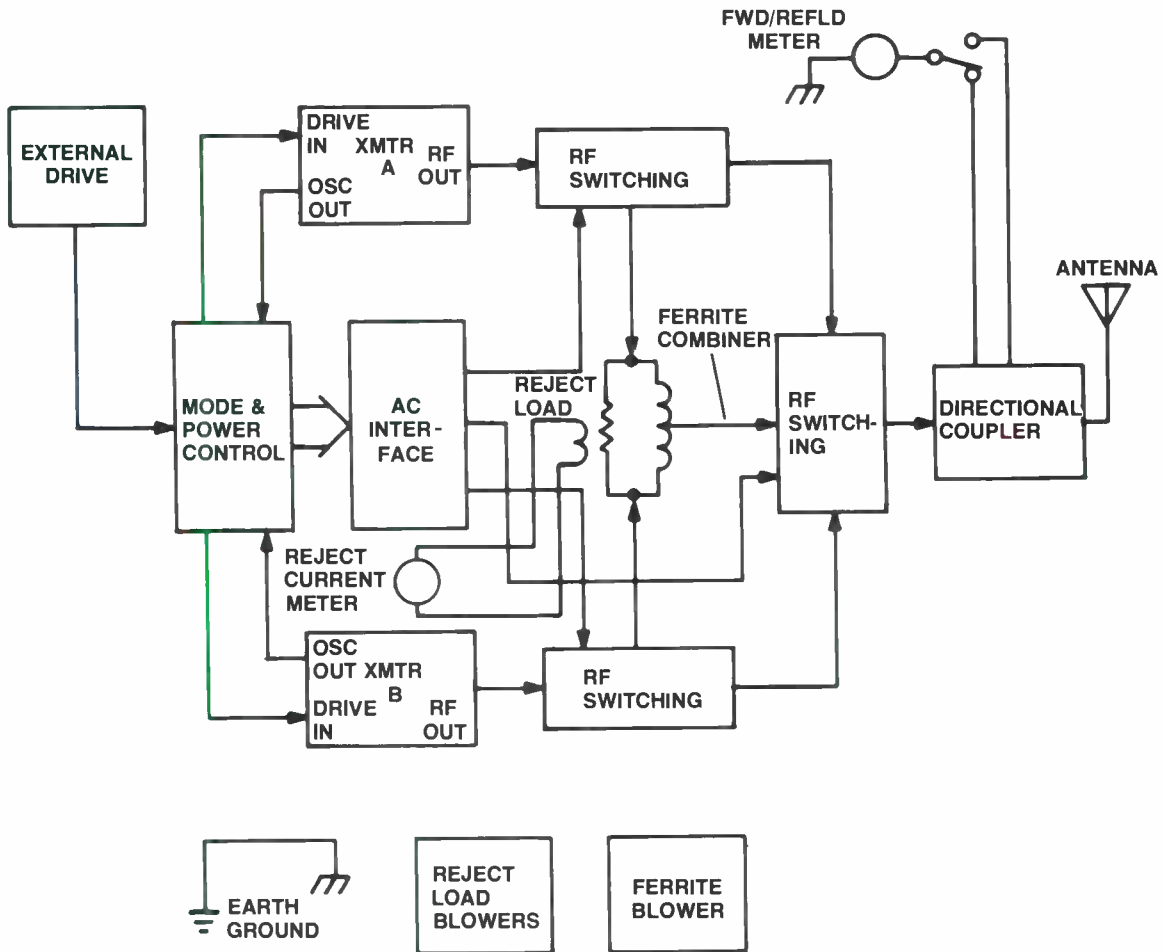 FWD/REFLD
METER
EXTERNAL
DRIVE
DRIVE
IN
XMTR
A
RF
OUT
OSC
OUT
RF
SWITCHING
ANTENNA
FERRITE
COMBINER
REJECT
LOAD
MODE &
POWER
CONTROL
AC
INTER-
FACE
RF
SWITCH-
ING
DIRECTIONAL
COUPLER
REJECT
CURRENT
METER
OSC
OUT
XMTR
B
DRIVE
IN
RF
OUT
RF
SWITCHING
EARTH
GROUND
REJECT
LOAD
BLOWERS
FERRITE
BLOWER